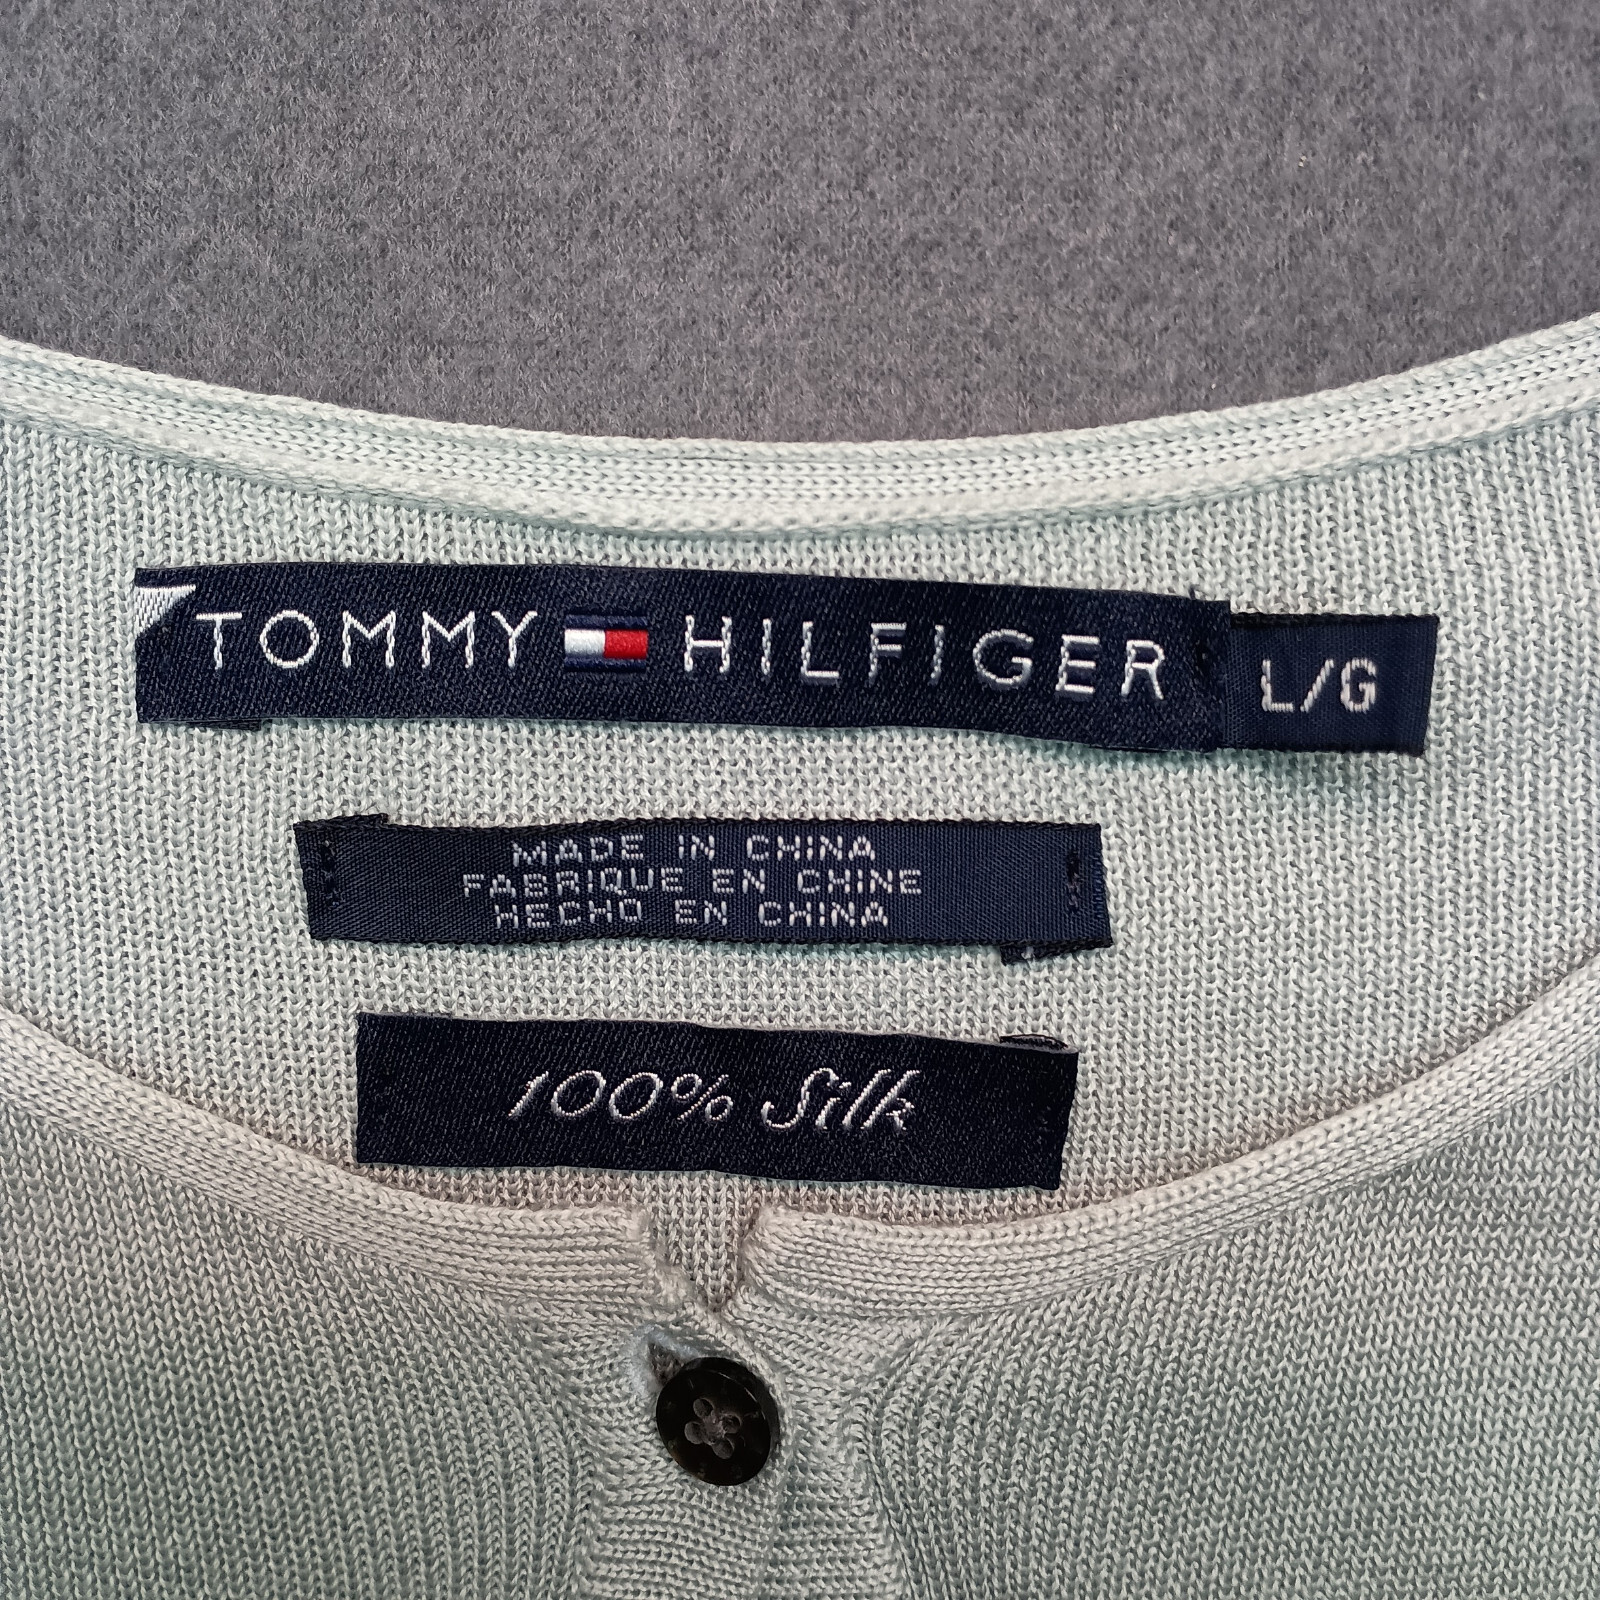 TOMMY HILFIGER
L/G
MADE IN CHINA
FABRIQUE EN CHINE
HECHO EN CHINA
100% Silk